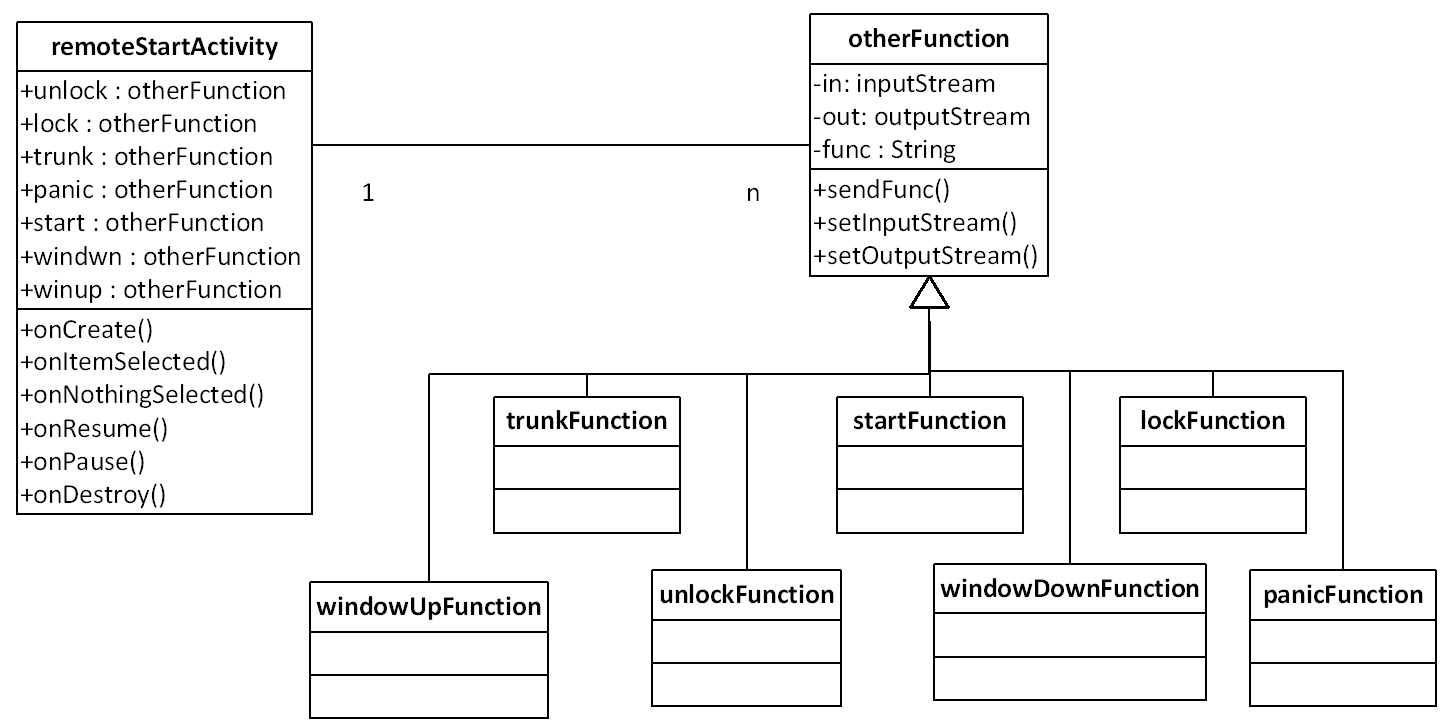 remoteStartActivity
+unlock : otherFunction
+lock : otherFunction
+trunk : otherFunction
+panic : otherFunction
+start : otherFunction
+windwn : otherFunction
+winup : otherFunction
+onCreate()
+onItemSelected()
+onNothingSelected()
+onResume()
+onPause()
+onDestroy()
1
n
otherFunction
-in: inputStream
-out: outputStream
-func : String
+sendFunc()
+setInputStream()
+setOutputStream()
trunkFunction
startFunction
lockFunction
windowUpFunction
unlockFunction
windowDownFunction
panicFunction